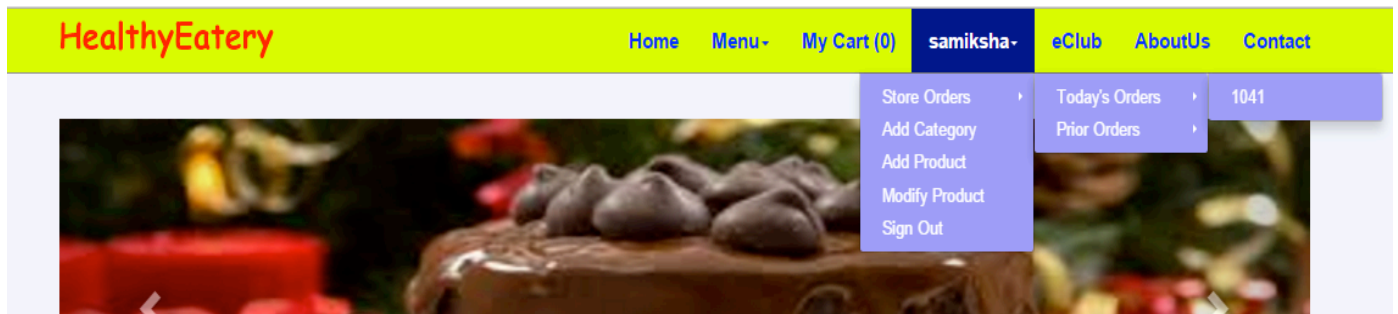 HealthyEatery Home Menu My Cart (0) samiksha eClub AboutUs Contact
Store Orders Today's Orders 1041
Add Category Prior Orders
Add Product
Modify Product
Sign Out